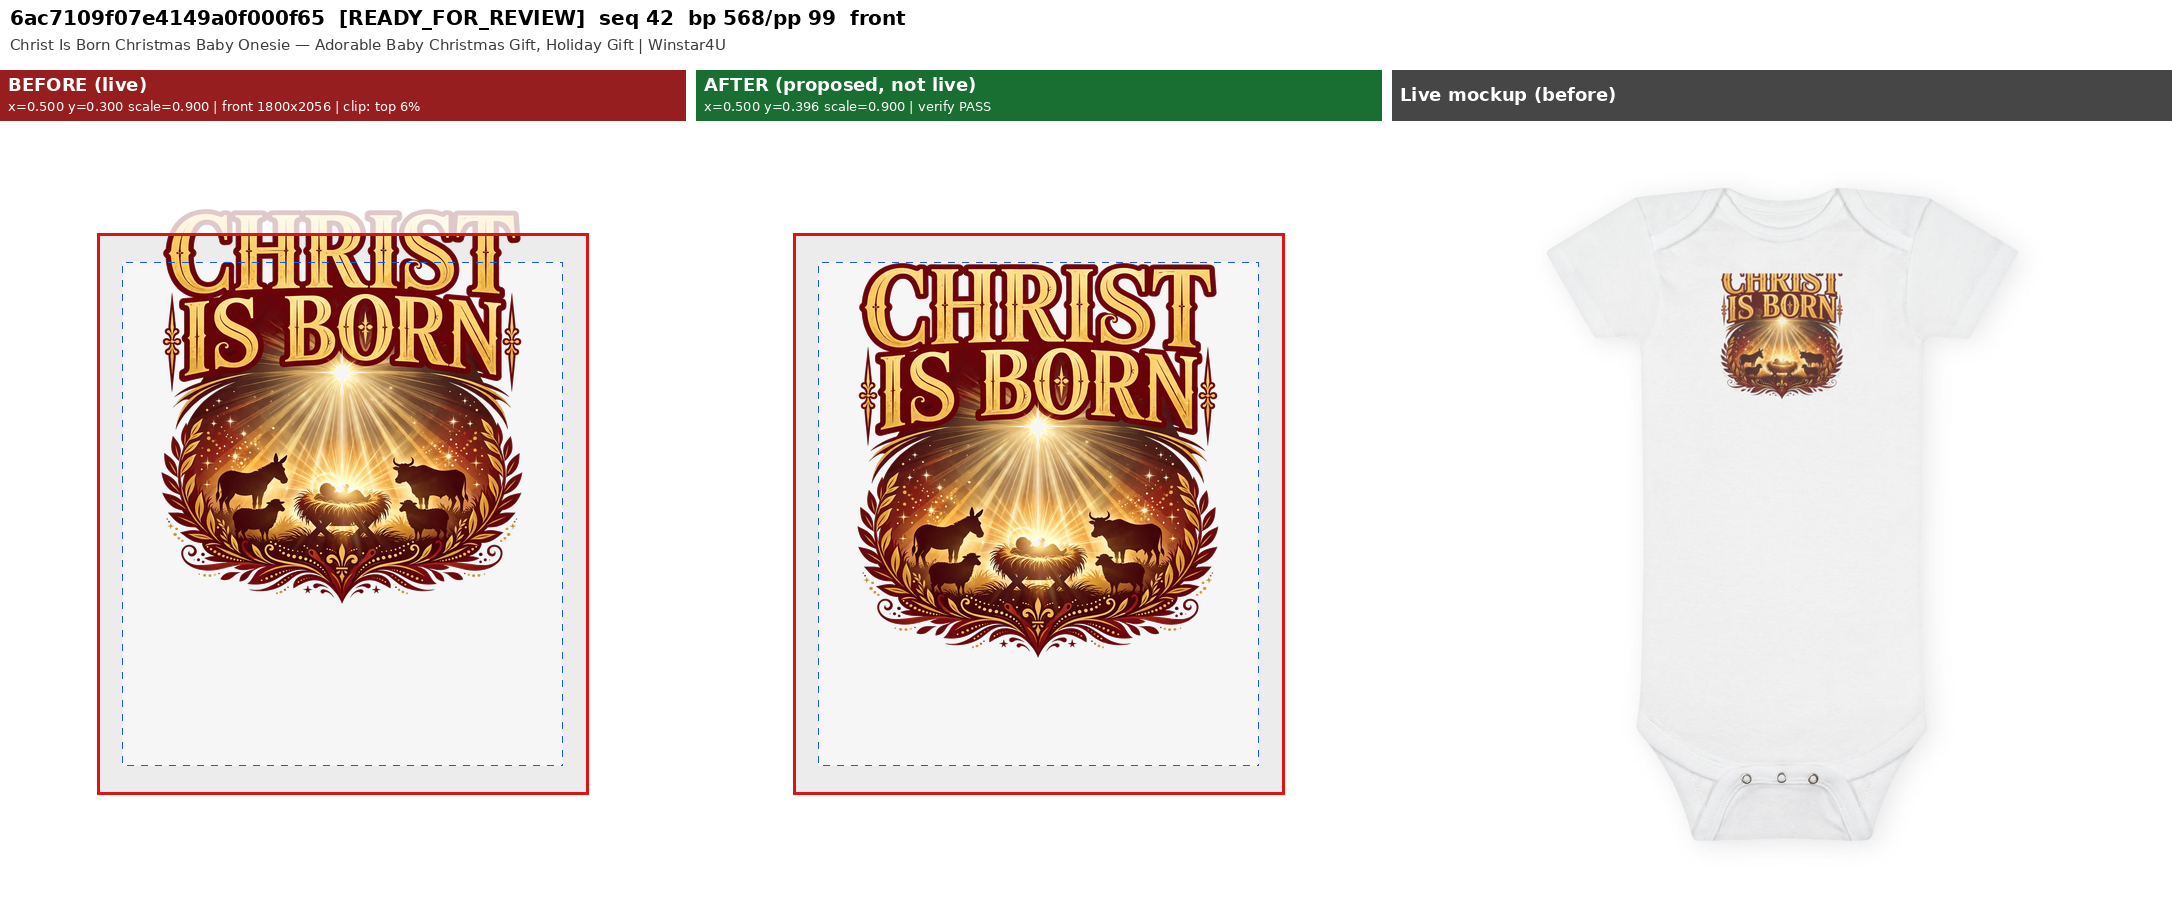 6ac7109f07e4149a0f000f65 [READY_FOR_REVIEW] seq 42 bp 568/pp 99 front
Christ Is Born Christmas Baby Onesie — Adorable Baby Christmas Gift, Holiday Gift | Winstar4U
BEFORE (live)
x=0.500 y=0.300 scale=0.900 | front 1800x2056 | clip: top 6%
AFTER (proposed, not live)
x=0.500 y=0.396 scale=0.900 | verify PASS
Live mockup (before)
CHRIST
IS BORN
CHRIST
IS BORN
CHRIST
IS BORN